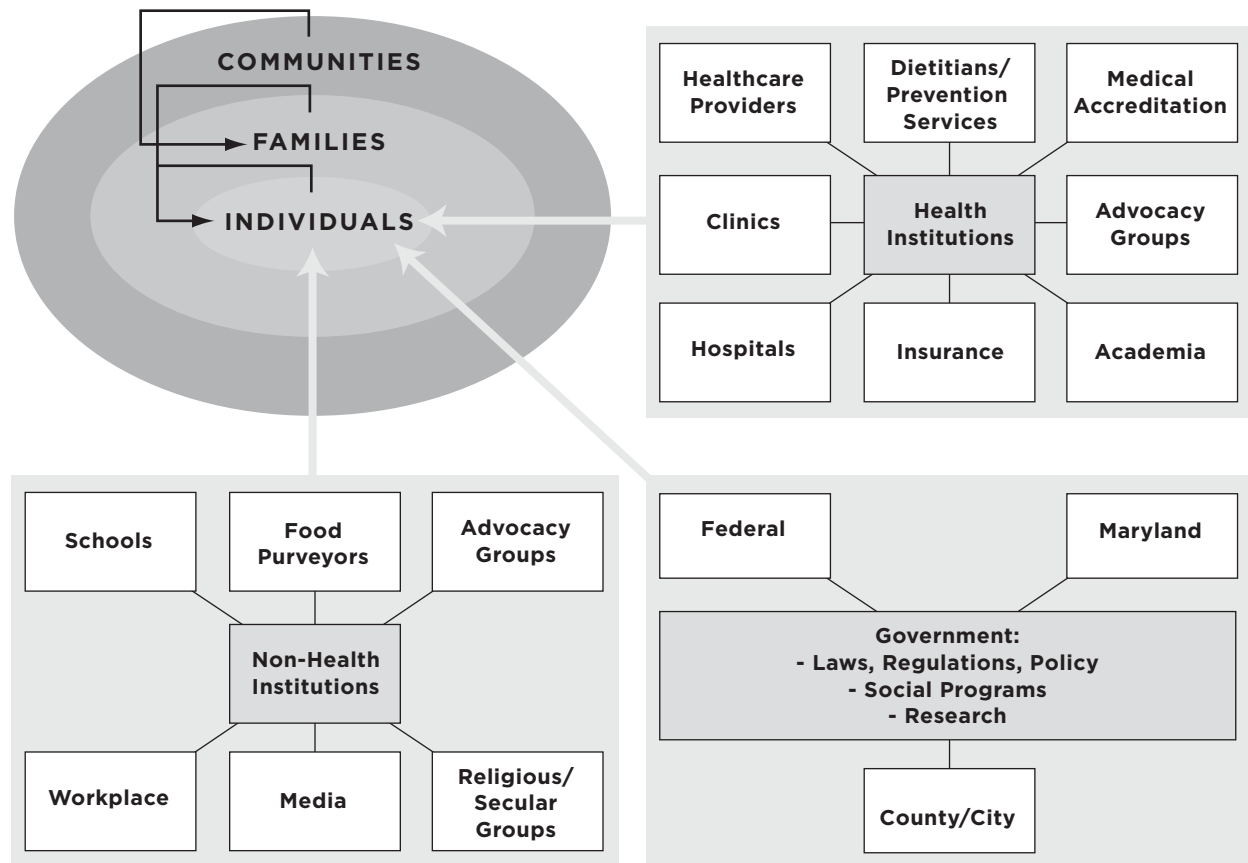 COMMUNITIES
FAMILIES
INDIVIDUALS
Healthcare
Providers
Dietitians/
Prevention
Services
Medical
Accreditation
Clinics
Health
Institutions
Advocacy
Groups
Hospitals
Insurance
Academia
Schools
Food
Purveyors
Advocacy
Groups
Non-Health
Institutions
Workplace
Media
Religious/
Secular
Groups
Federal
Maryland
Government:
- Laws, Regulations, Policy
- Social Programs
- Research
County/City